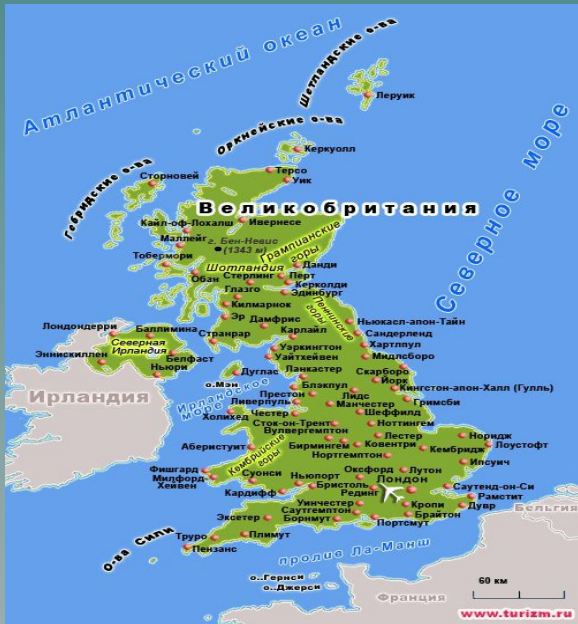 Атлантический океан
Шетландские о-ва
Леруик
Оркнейские о-ва
Керкуолл
Северное море
Гебридские о-ва
Сторновей
Терсо
Уик
Великобритания
Кайл-оф-Лохалш
Ивернесс
Маллейг
г. Бен-Невис
(1343 м)
Грампианские
горы
Тобермори
Шотландия
Данди
Обан
Стерлинг
Перт
Керколди
Глазго
Эдинбург
Килмарнок
Пеннинские
горы
Эр
Дамфрис
Ньюкасл-апон-Тайн
Лондондерри
Баллимина
Странрар
Карлайл
Сандерленд
Северная
Ирландия
Уэркингтон
Хартлпул
Эннискиллен
Белфаст
Уайтхейвен
Мидлсборо
Ньюри
Дуглас
Ланкастер
Скарборо
о.Мэн.
Ирландия
Ирландское
море
Блэкпул
Йорк
Престон
Лидс
Кингстон-апон-Халл (Гулль)
Ливерпуль
Манчестер
Гримсби
Холихед
Честер
Шеффилд
Сток-он-Трент
Ноттингем
Вулвергемптон
Лестер
Норидж
Аберистуит
Бирмингем
Ковентри
Кембридж
Лоустофт
Кембрийские
горы
Нортгемптон
Ипсуич
Фишгард
Милфорд-
Хейвен
Суонси
Ньюпорт
Оксфорд
Лутон
Лондон
Саутенд-он-Си
Кардифф
Бристоль
Рединг
Рамстит
Уинчестер
Кропи
Дувр
Бельгия
Эксетер
Саутгемптон
Борнмут
Брайтон
Портсмут
О-ва Сили
Труро
Плимут
Пензанс
пролив Ла-Манш
о..Гернси
о..Джерси
60 км
Франция
www.turizm.ru